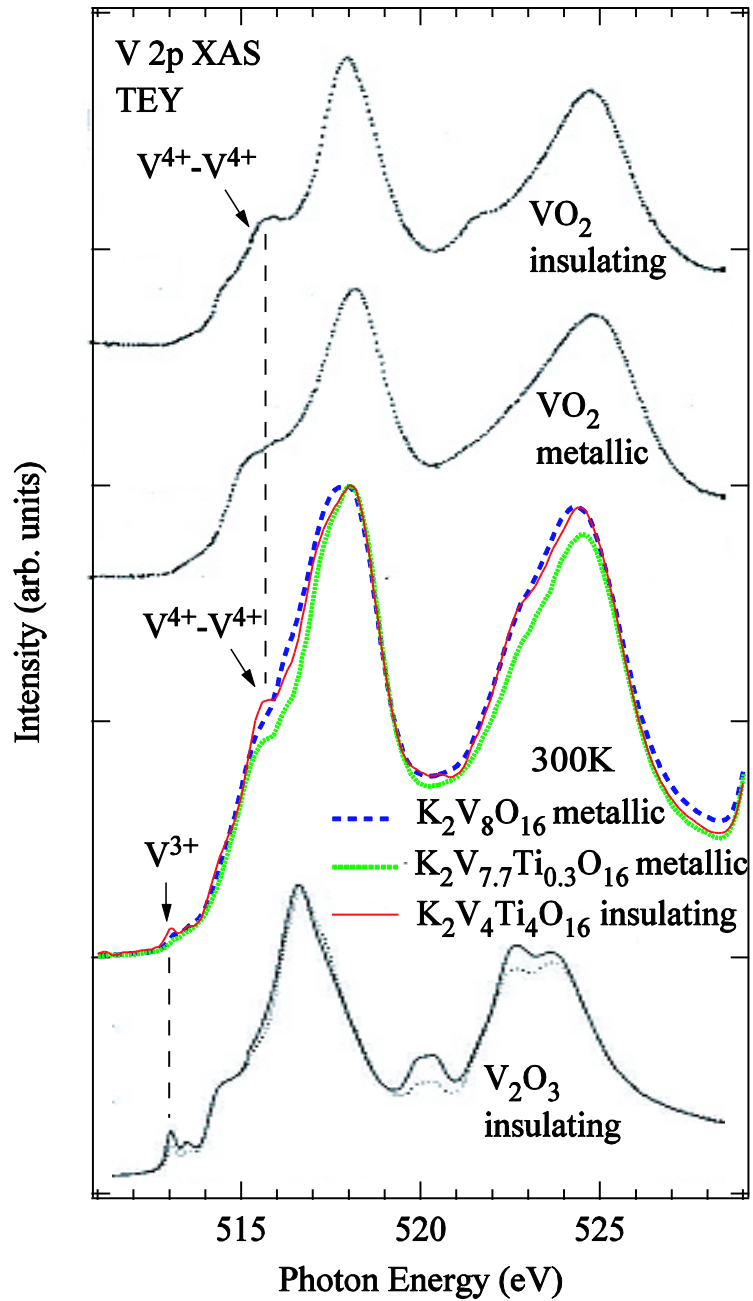 V 2p XAS
TEY
V4+-V4+
VO2
insulating
VO2
metallic
V4+-V4+
300K
K2V8O16 metallic
V3+
K2V7.7Ti0.3O16 metallic
K2V4Ti4O16 insulating
V2O3
insulating
Intensity (arb. units)
515 520 525
Photon Energy (eV)